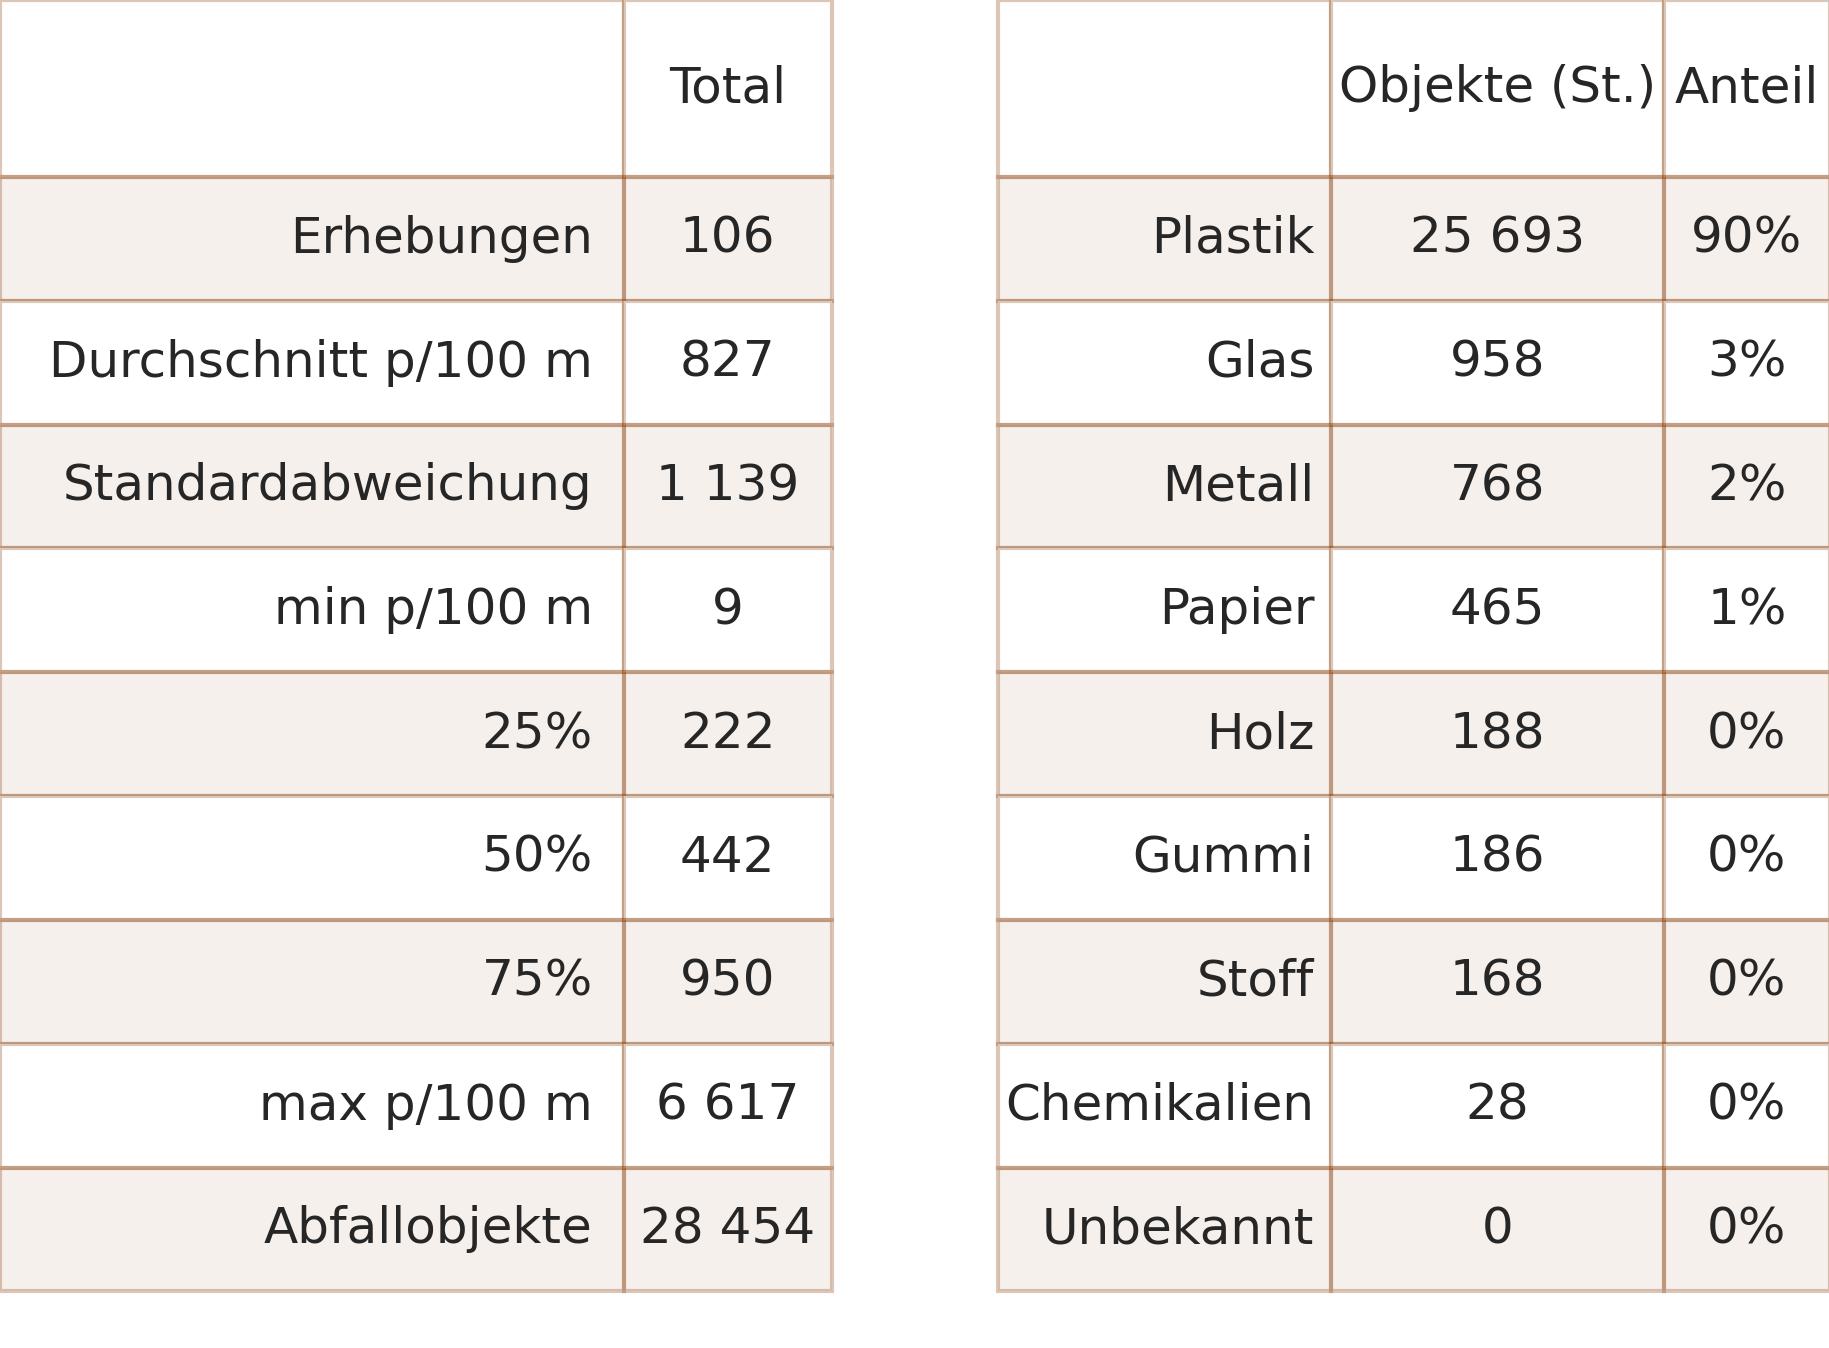 Total
Erhebungen 106
Durchschnitt p/100 m 827
Standardabweichung 1 139
min p/100 m 9
25% 222
50% 442
75% 950
max p/100 m 6 617
Abfallobjekte 28 454
Objekte (St.) Anteil
Plastik 25 693 90%
Glas 958 3%
Metall 768 2%
Papier 465 1%
Holz 188 0%
Gummi 186 0%
Stoff 168 0%
Chemikalien 28 0%
Unbekannt 0 0%